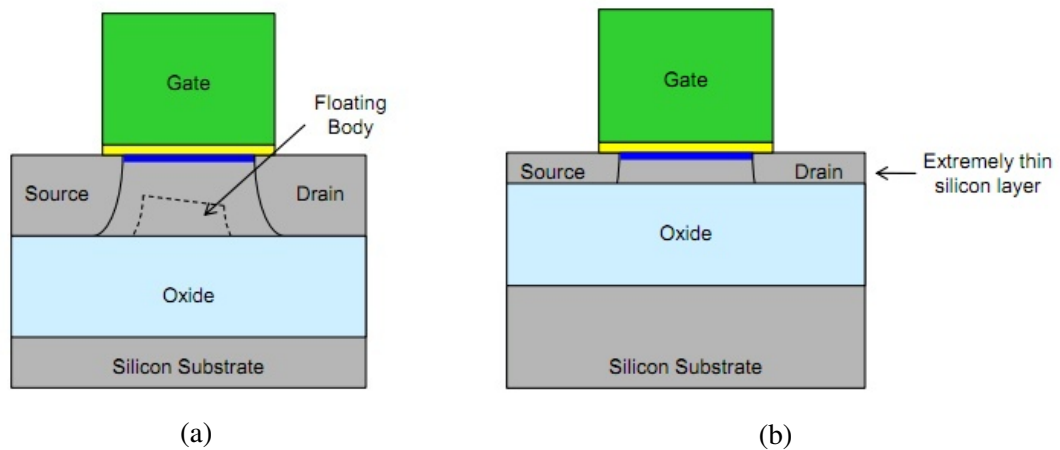 Gate
Floating
Body
Source
Drain
Oxide
Silicon Substrate
(a)
Gate
Source
Drain
Extremely thin
silicon layer
Oxide
Silicon Substrate
(b)